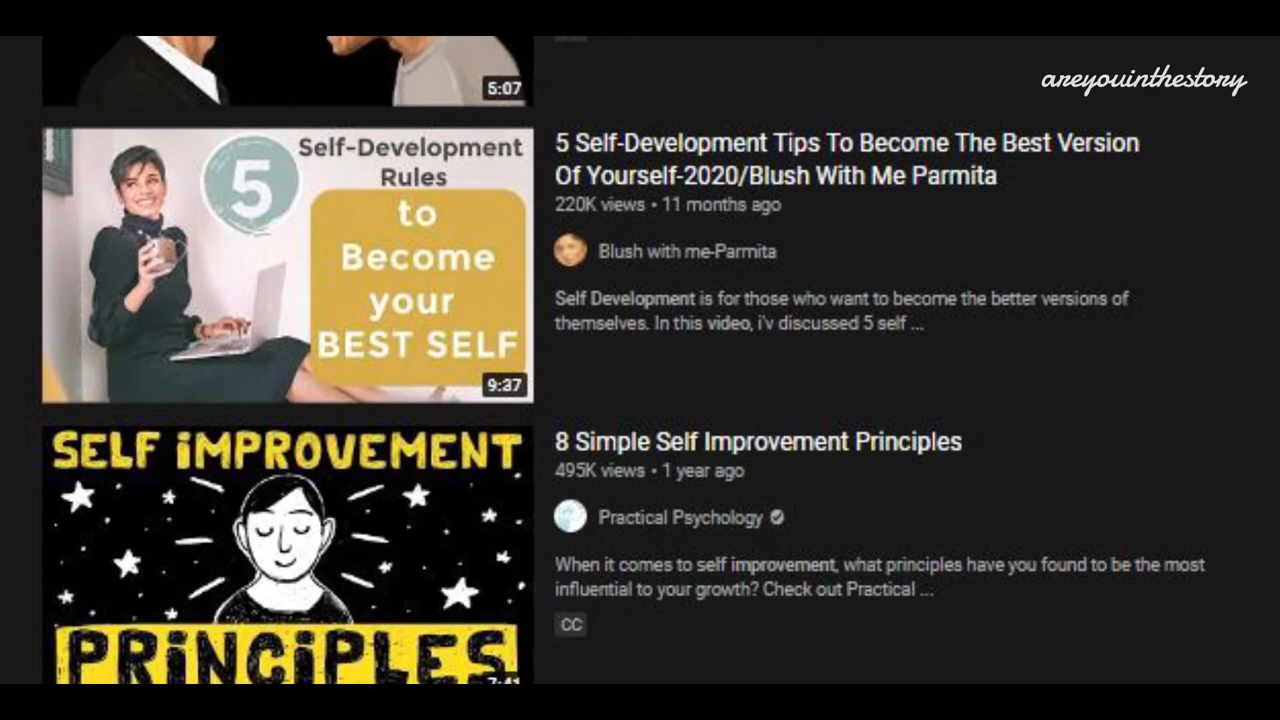 areyouinthestory
5:07
5
Self-Development
Rules
to
Become
your
BEST SELF
9:37
5 Self-Development Tips To Become The Best Version
Of Yourself-2020/Blush With Me Parmita
220K views • 11 months ago
Blush with me-Parmita
Self Development is for those who want to become the better versions of
themselves. In this video, i'v discussed 5 self ...
SELF iMPROVEMENT
PRiNCiPLES
8 Simple Self Improvement Principles
495K views • 1 year ago
Practical Psychology
When it comes to self improvement, what principles have you found to be the most
influential to your growth? Check out Practical ...
CC